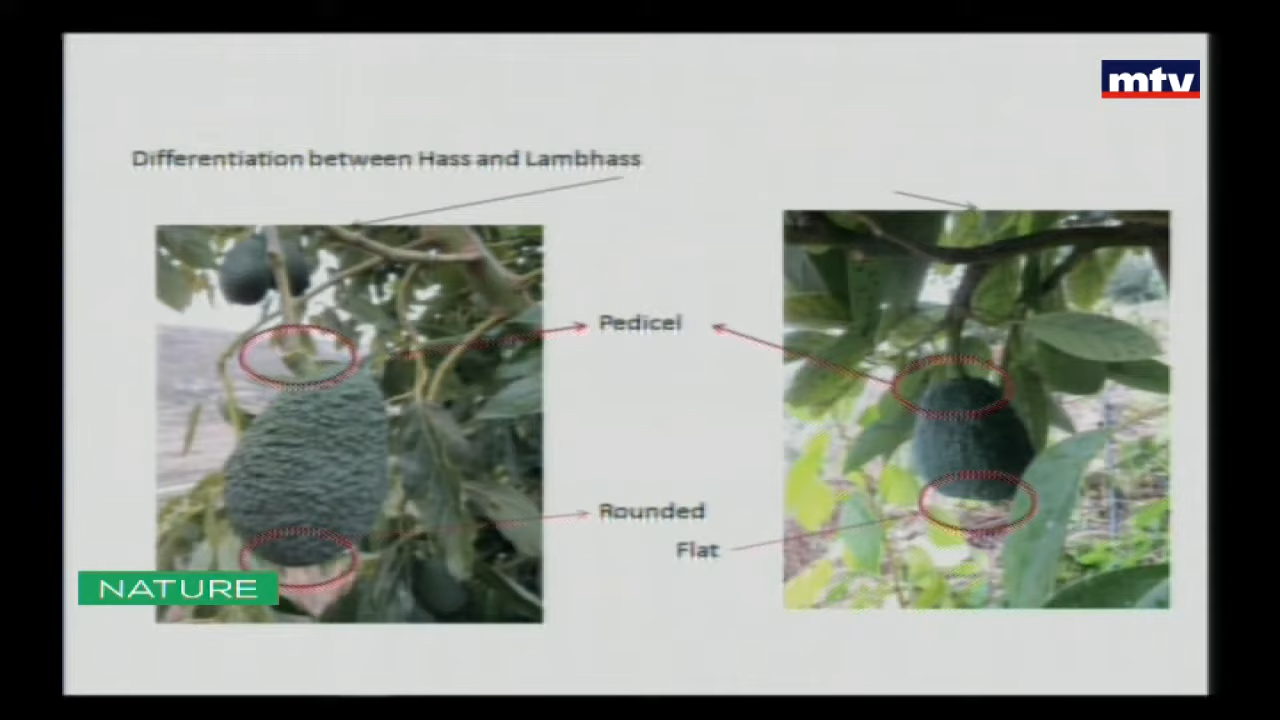 mtv
Differentiation between Hass and Lambhass
Pedicel
Rounded
Flat
NATURE